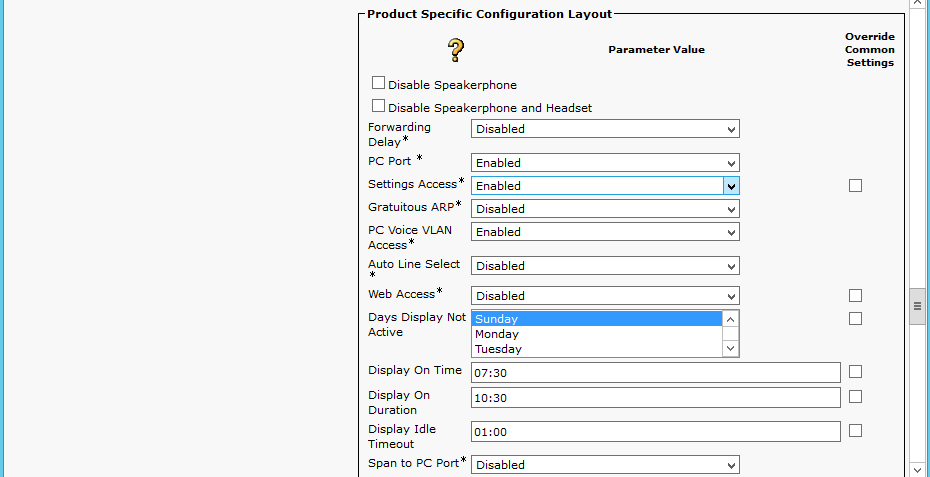 Product Specific Configuration Layout
?
Parameter Value
Override
Common
Settings
Disable Speakerphone
Disable Speakerphone and Headset
Forwarding
Delay*
Disabled
PC Port *
Enabled
Settings Access*
Enabled
Gratuitous ARP*
Disabled
PC Voice VLAN
Access*
Enabled
Auto Line Select
*
Disabled
Web Access*
Disabled
Days Display Not
Active
Sunday
Monday
Tuesday
Display On Time
07:30
Display On
Duration
10:30
Display Idle
Timeout
01:00
Span to PC Port*
Disabled